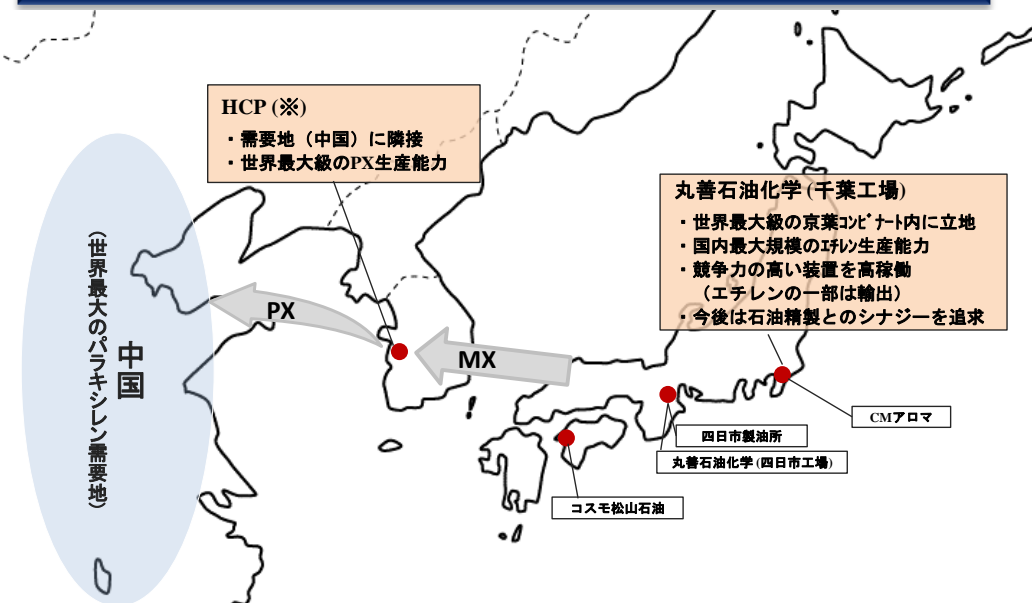 HCP (※)
・需要地（中国）に隣接
・世界最大級のPX生産能力
丸善石油化学 (千葉工場)
・世界最大級の京葉ｺﾝﾋﾞﾅｰﾄ内に立地
・国内最大規模のｴﾁﾚﾝ生産能力
・競争力の高い装置を高稼働
（エチレンの一部は輸出）
・今後は石油精製とのシナジーを追求
中国
（世界最大のパラキシレン需要地）
PX
MX
CMアロマ
四日市製油所
丸善石油化学 (四日市工場)
コスモ松山石油